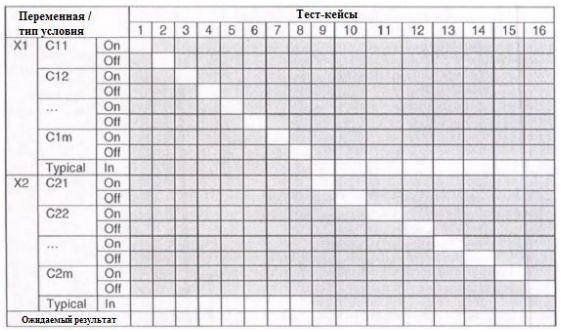 Переменная / Тест-кейсы
тип условия 1 2 3 4 5 6 7 8 9 10 11 12 13 14 15 16
X1 C11 On
Off
C12 On
Off
... On
Off
C1m On
Off
Typical In
X2 C21 On
Off
C22 On
Off
... On
Off
C2m On
Off
Typical In
Ожидаемый результат